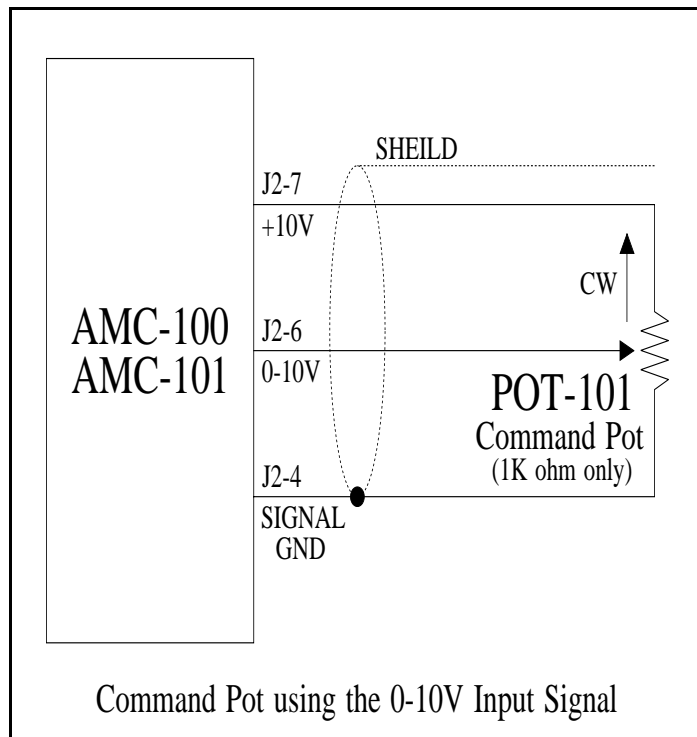 SHEILD
J2-7
+10V
CW
AMC-100
AMC-101
J2-6
0-10V
POT-101
Command Pot
(1K ohm only)
J2-4
SIGNAL
GND
Command Pot using the 0-10V Input Signal